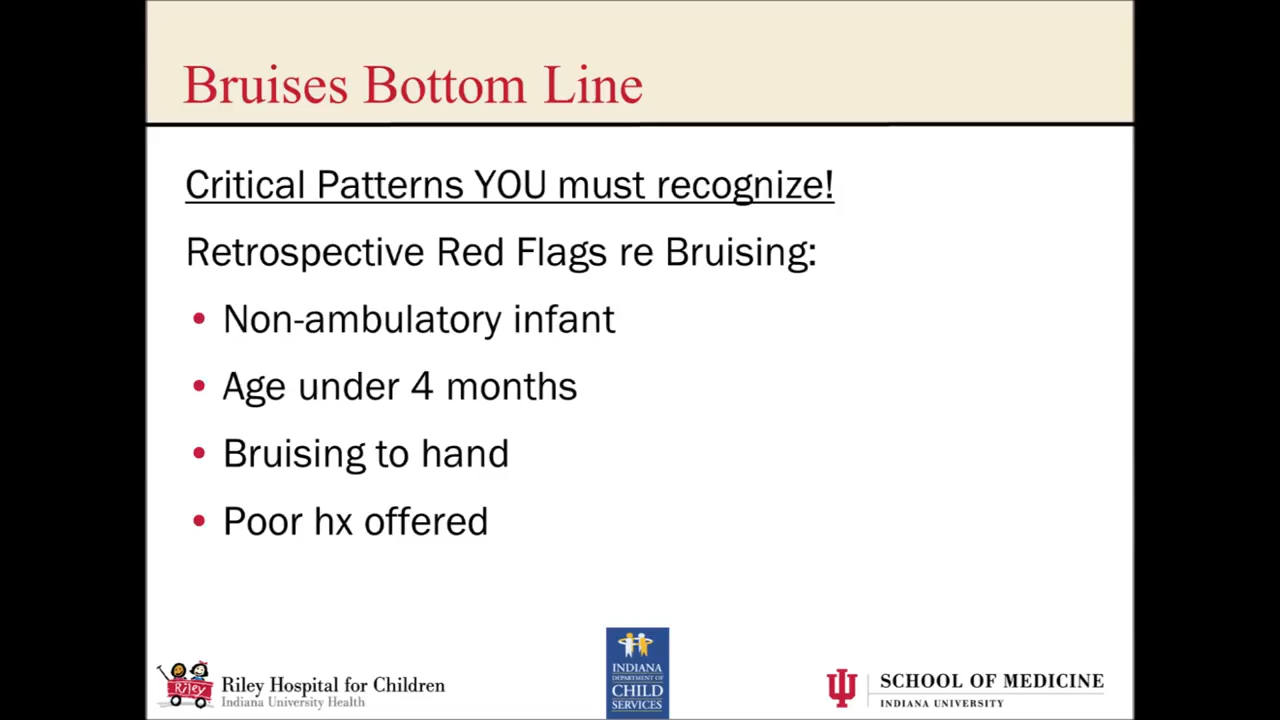 Bruises Bottom Line
Critical Patterns YOU must recognize!
Retrospective Red Flags re Bruising:
• Non-ambulatory infant
• Age under 4 months
• Bruising to hand
• Poor hx offered
Riley
Riley Hospital for Children
Indiana University Health
INDIANA
DEPARTMENT OF
CHILD
SERVICES
SCHOOL OF MEDICINE
INDIANA UNIVERSITY